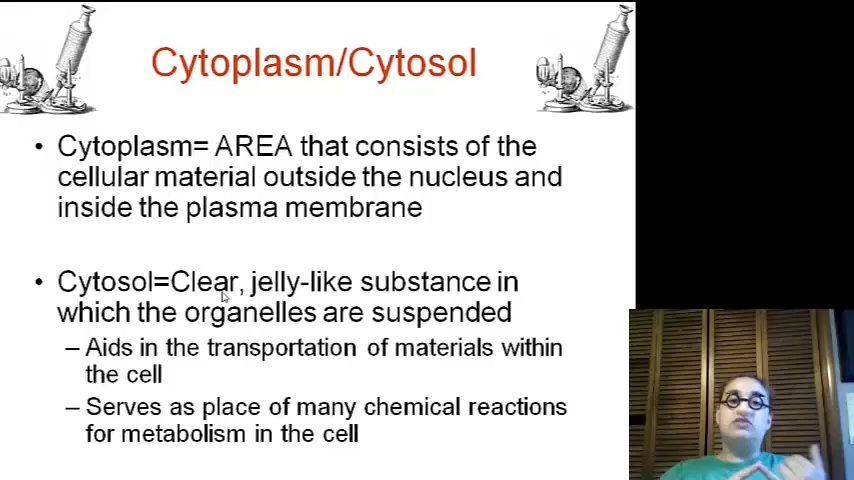 Cytoplasm/Cytosol
• Cytoplasm= AREA that consists of the
cellular material outside the nucleus and
inside the plasma membrane
• Cytosol=Clear, jelly-like substance in
which the organelles are suspended
– Aids in the transportation of materials within
the cell
– Serves as place of many chemical reactions
for metabolism in the cell